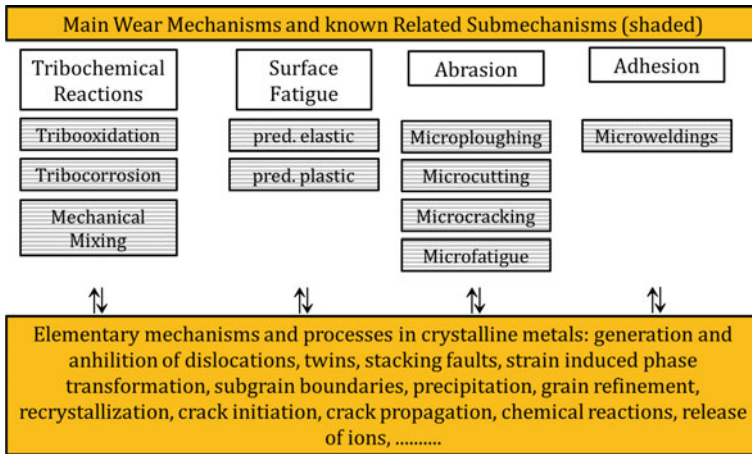 Main Wear Mechanisms and known Related Submechanisms (shaded)
Tribochemical
Reactions
Tribooxidation
Tribocorrosion
Mechanical
Mixing
Surface
Fatigue
pred. elastic
pred. plastic
Abrasion
Microploughing
Microcutting
Microcracking
Microfatigue
Adhesion
Microweldings
Elementary mechanisms and processes in crystalline metals: generation and
anhilition of dislocations, twins, stacking faults, strain induced phase
transformation, subgrain boundaries, precipitation, grain refinement,
recrystallization, crack initiation, crack propagation, chemical reactions, release
of ions, ..........